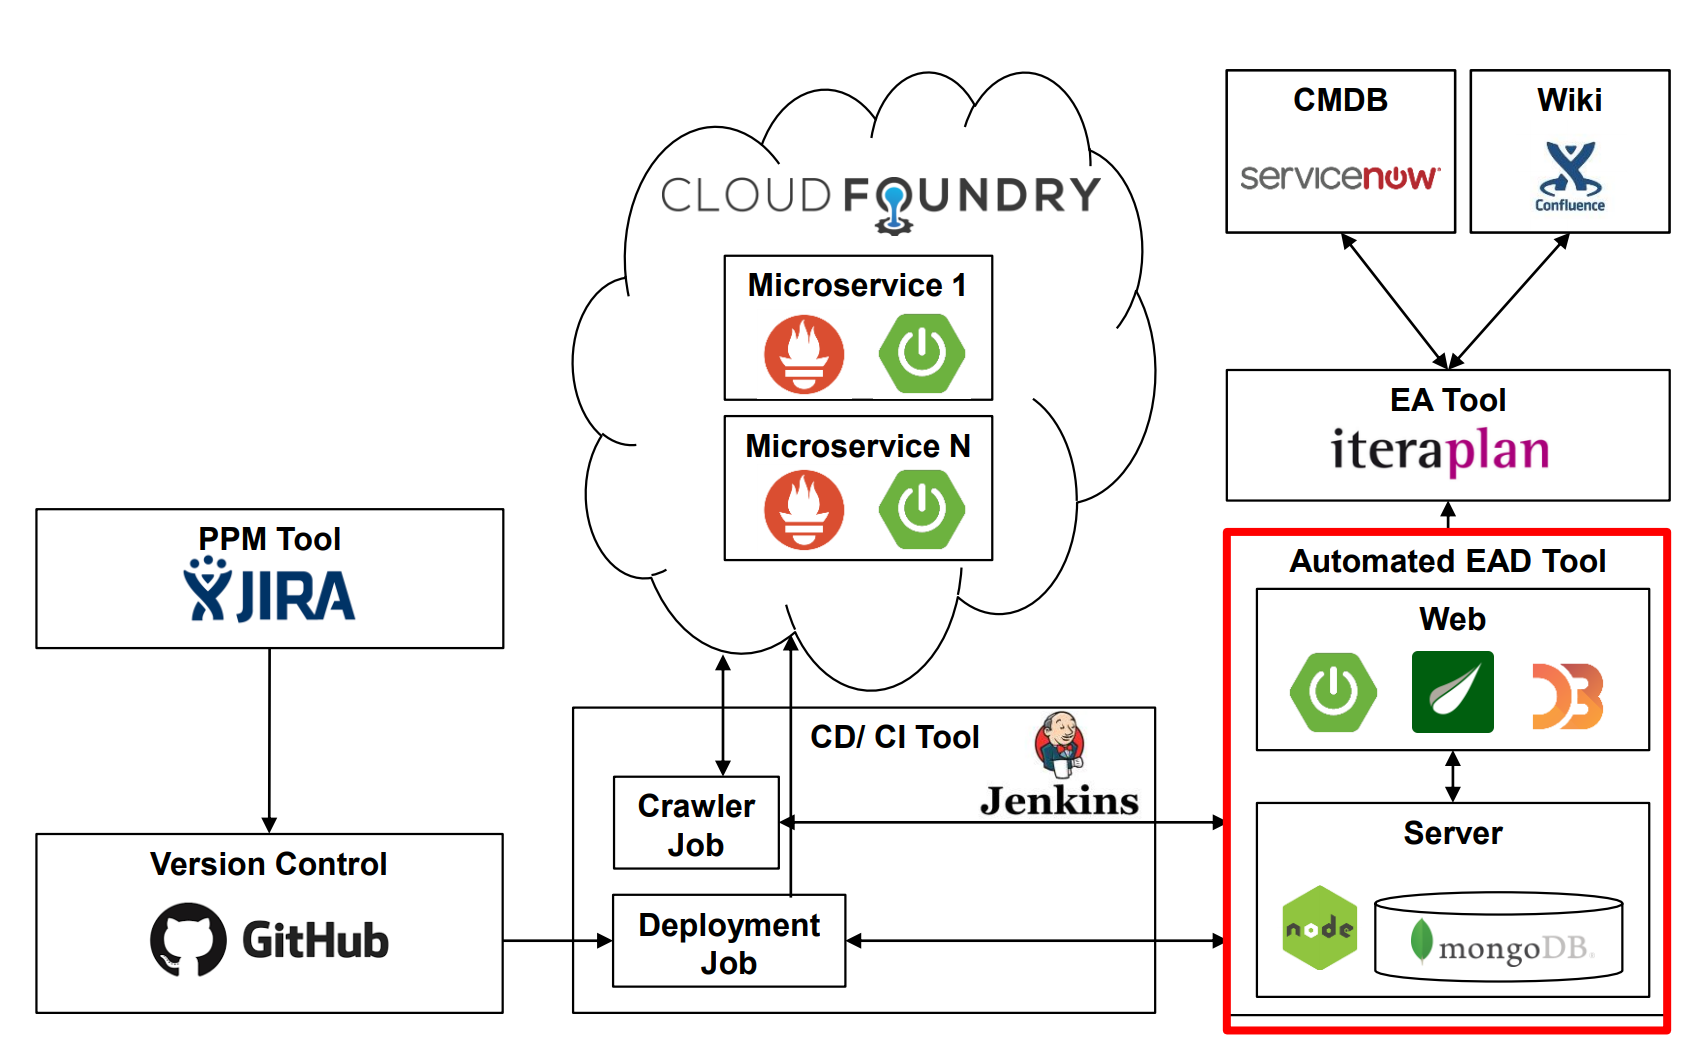 CMDB
servicenow
Wiki
Confluence
CLOUD FOUNDRY
Microservice 1
Microservice N
EA Tool
iteraplan
PPM Tool
JIRA
Automated EAD Tool
Web
CD/ CI Tool
Jenkins
Crawler
Job
Server
Version Control
GitHub
Deployment
Job
node
mongoDB